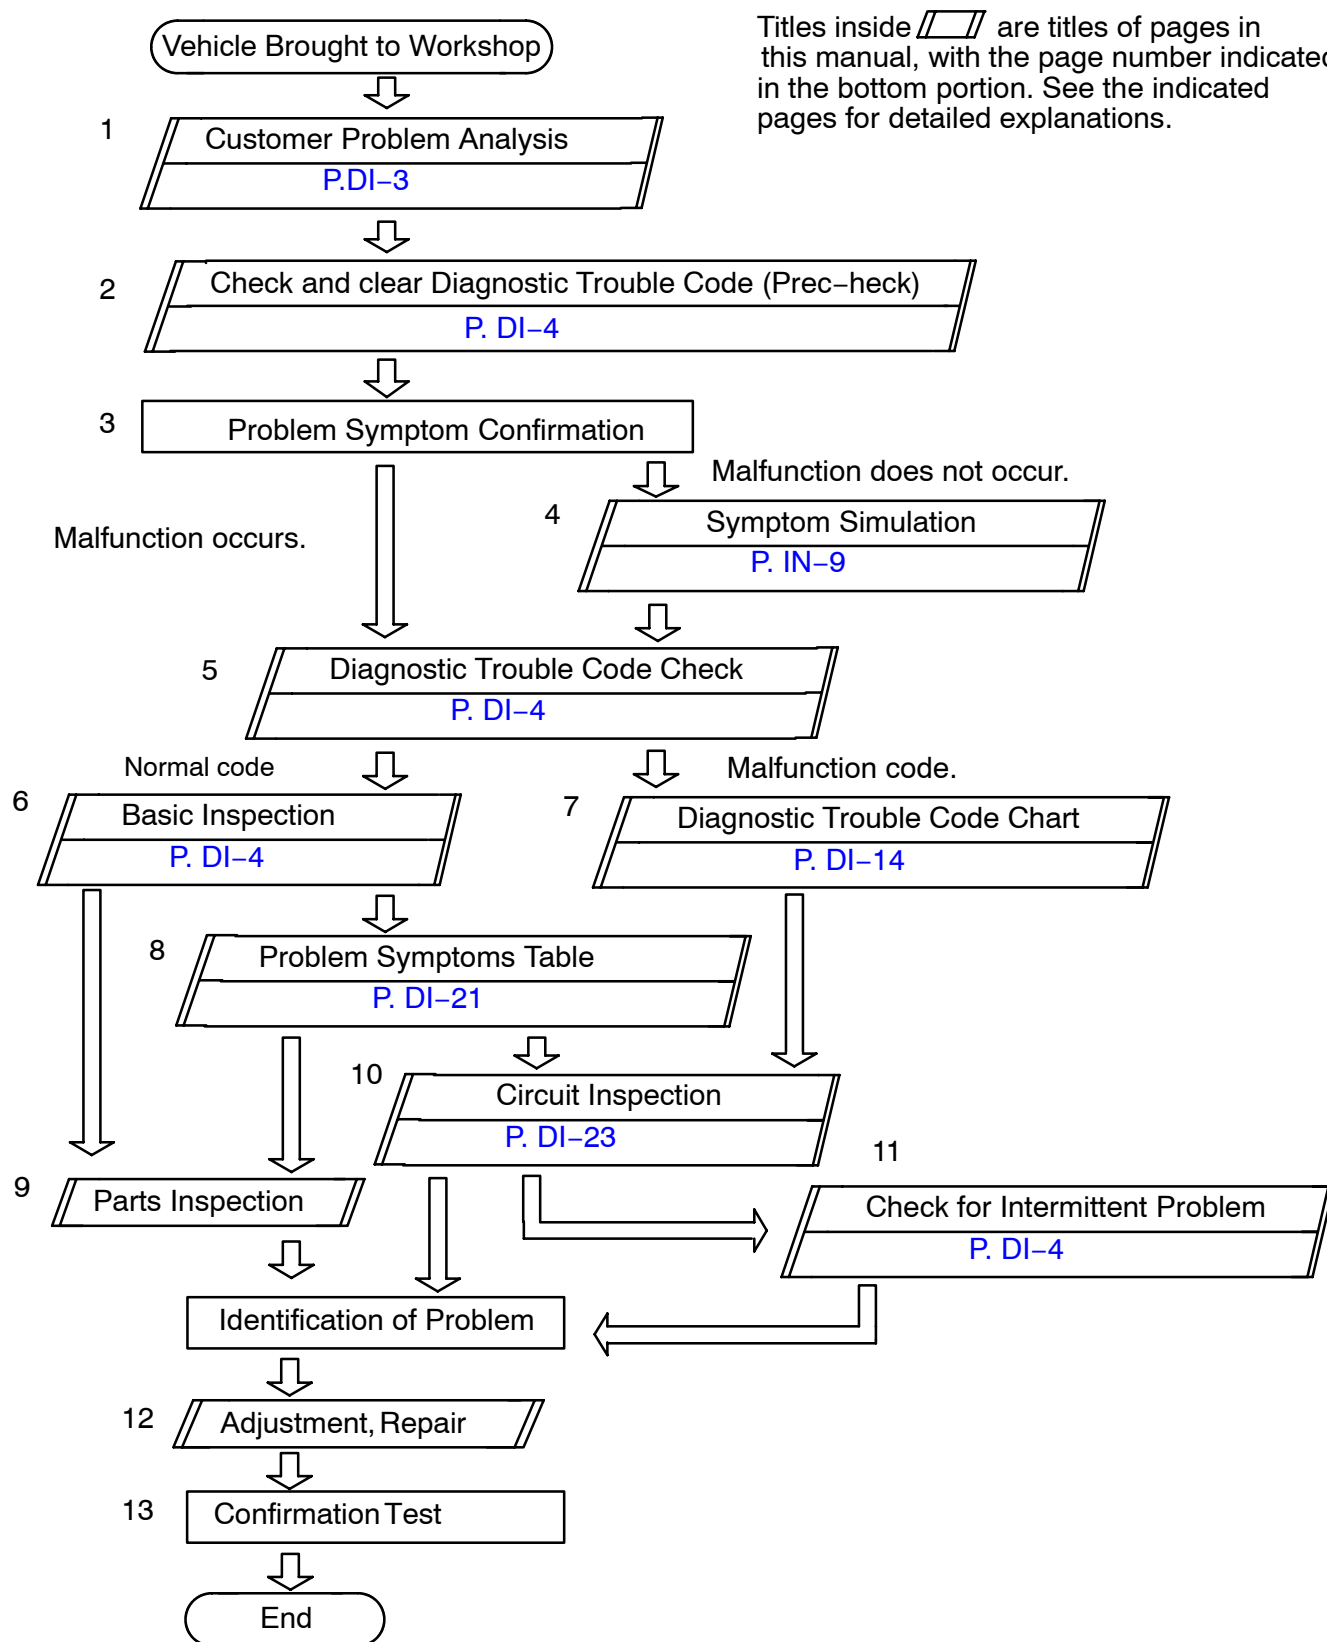 Vehicle Brought to Workshop
Titles inside are titles of pages in
this manual, with the page number indicated
in the bottom portion. See the indicated
pages for detailed explanations.
1
Customer Problem Analysis
P.DI–3
2
Check and clear Diagnostic Trouble Code (Prec–heck)
P. DI–4
3
Problem Symptom Confirmation
Malfunction does not occur.
Malfunction occurs.
4
Symptom Simulation
P. IN–9
5
Diagnostic Trouble Code Check
P. DI–4
Normal code
Malfunction code.
6
Basic Inspection
P. DI–4
7
Diagnostic Trouble Code Chart
P. DI–14
8
Problem Symptoms Table
P. DI–21
10
Circuit Inspection
P. DI–23
9
Parts Inspection
11
Check for Intermittent Problem
P. DI–4
Identification of Problem
12
Adjustment, Repair
13
Confirmation Test
End